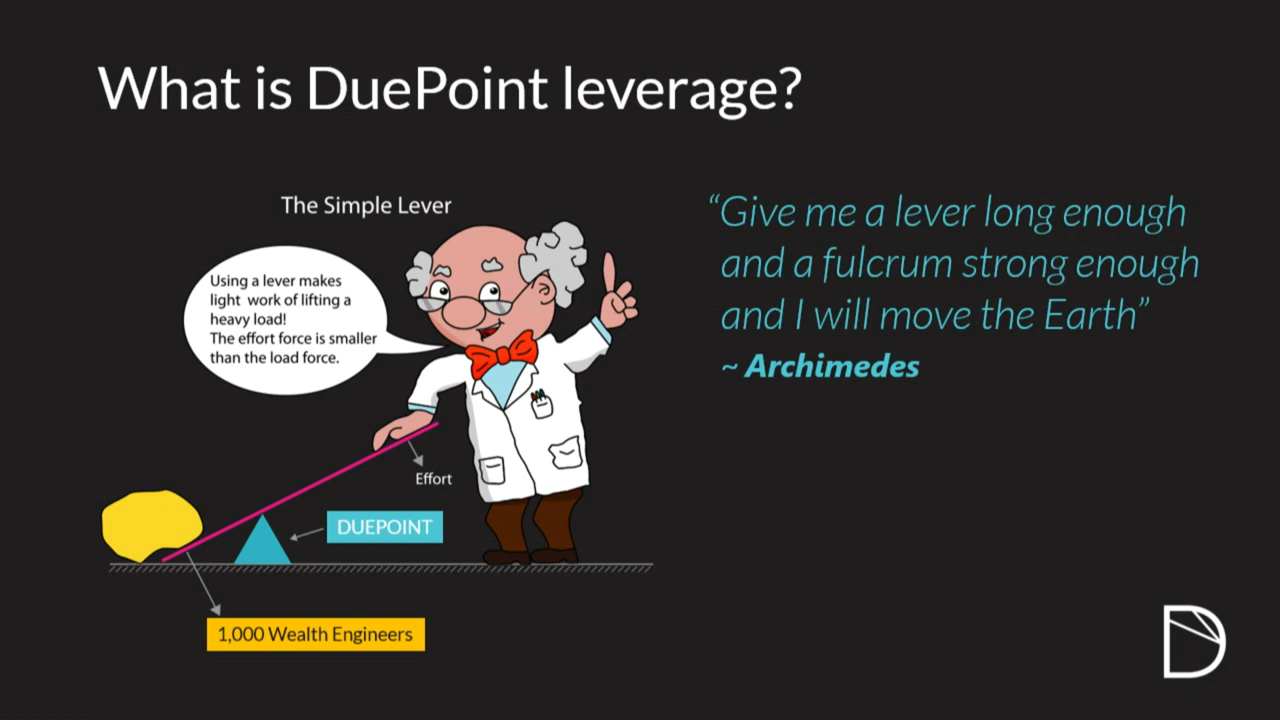 What is DuePoint leverage?
The Simple Lever
Using a lever makes
light work of lifting a
heavy load!
The effort force is smaller
than the load force.
Effort
DUEPOINT
1,000 Wealth Engineers
“Give me a lever long enough
and a fulcrum strong enough
and I will move the Earth”
~ Archimedes